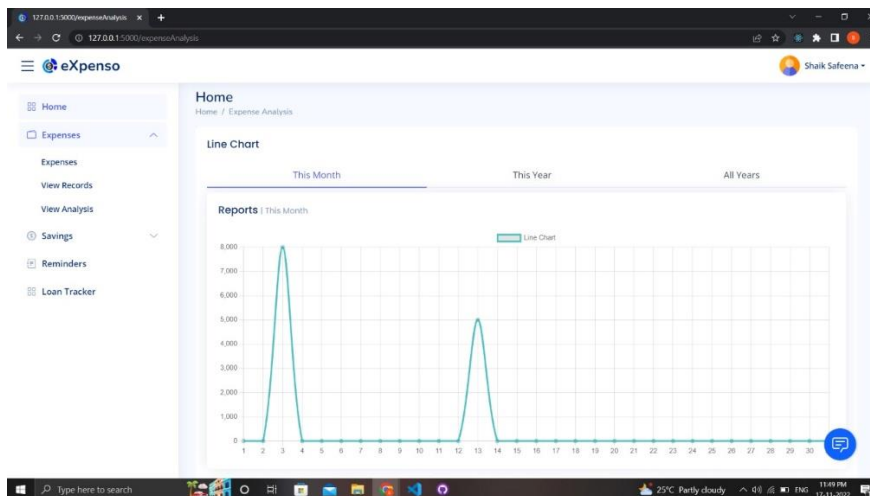 127.0.0.1:5000/expenseAnalysis
127.0.0.1:5000/expenseAnalysis
eXpenso
Shaik Safeena
Home
Expenses
Expenses
View Records
View Analysis
Savings
Reminders
Loan Tracker
Home
Home / Expense Analysis
Line Chart
This Month
This Year
All Years
Reports | This Month
Line Chart
8,000
7,000
6,000
5,000
4,000
3,000
2,000
1,000
0
1 2 3 4 5 6 7 8 9 10 11 12 13 14 15 16 17 18 19 20 21 22 23 24 25 26 27 28 29 30
Type here to search
25°C Partly cloudy
ENG
11:49 PM
17-11-2022